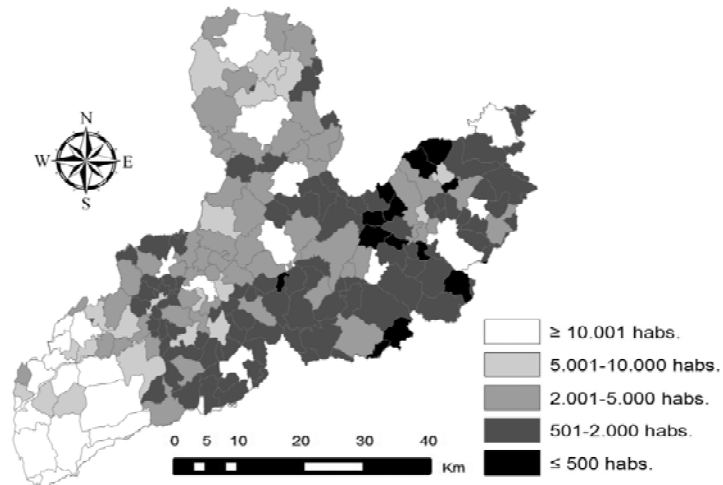 N
W E
S
≥ 10.001 habs.
5.001-10.000 habs.
2.001-5.000 habs.
501-2.000 habs.
≤ 500 habs.
0 5 10 20 30 40
Km